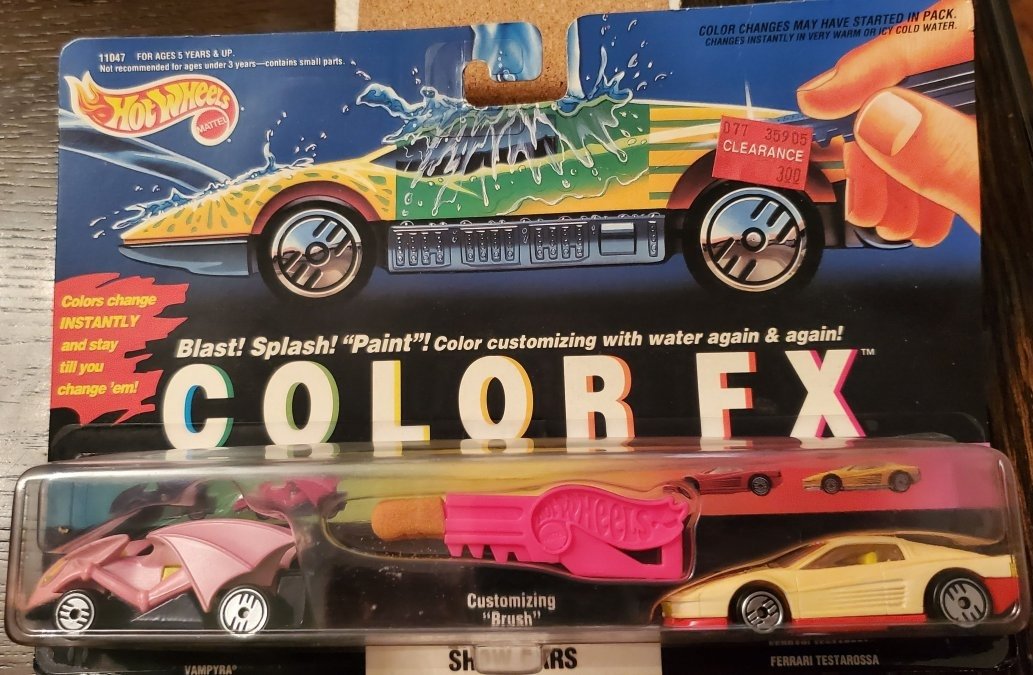 11047 FOR AGES 5 YEARS & UP.
Not recommended for ages under 3 years—contains small parts.
COLOR CHANGES MAY HAVE STARTED IN PACK.
CHANGES INSTANTLY IN VERY WARM OR ICY COLD WATER.
HOT WHEELS
MATTEL
077 35905
CLEARANCE
300
Colors change
INSTANTLY
and stay
till you
change 'em!
Blast! Splash! "Paint"! Color customizing with water again & again!
COLOR FX™
HOT WHEELS
Customizing
"Brush"
VAMPYRA®
FERRARI TESTAROSSA